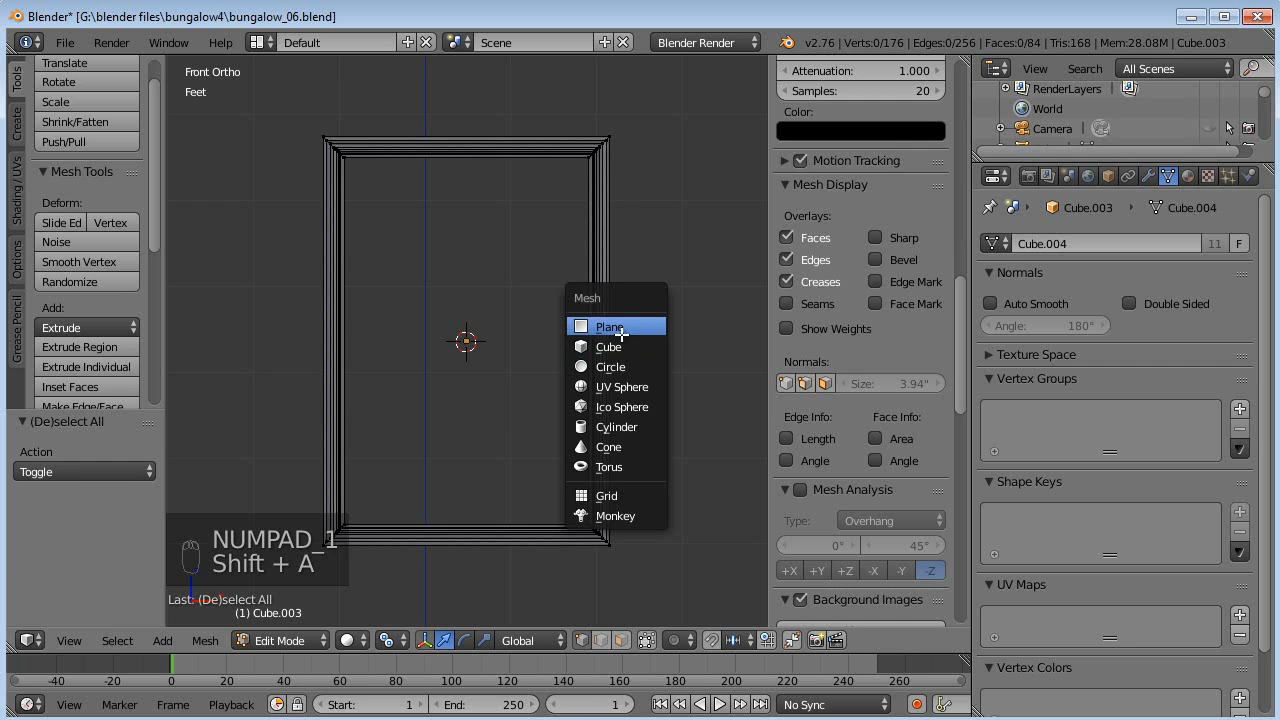 Blender* [G:\blender files\bungalow4\bungalow_06.blend]
File Render Window Help Default Scene Blender Render v2.76 | Verts:0/176 | Edges:0/256 | Faces:0/84 | Tris:168 | Mem:28.08M | Cube.003
Translate
Rotate
Scale
Shrink/Fatten
Push/Pull
Mesh Tools
Deform:
Slide Ed Vertex
Noise
Smooth Vertex
Randomize
Add:
Extrude
Extrude Region
Extrude Individual
Inset Faces
Make Edge/Face
Tools
Create
Shading / UVs
Options
Grease Pencil
(De)select All
Action
Toggle
Front Ortho
Feet
Mesh
Plane
Cube
Circle
UV Sphere
Ico Sphere
Cylinder
Cone
Torus
Grid
Monkey
NUMPAD_1
Shift + A
Last: (De)select All
(1) Cube.003
View Select Add Mesh Edit Mode Global
-40 -20 0 20 40 60 80 100 120 140 160 180 200 220 240 260
View Marker Frame Playback Start: 1 End: 250 1 No Sync
Attenuation: 1.000
Samples: 20
Color:
Motion Tracking
Mesh Display
Overlays:
Faces Sharp
Edges Bevel
Creases Edge Mark
Seams Face Mark
Show Weights
Normals:
Size: 3.94"
Edge Info: Face Info:
Length Area
Angle Angle
Mesh Analysis
Type: Overhang
0° 45°
+X +Y +Z -X -Y -Z
Background Images
View Search All Scenes
RenderLayers
World
Camera
Cube.003 Cube.004
Cube.004 11 F
Normals
Auto Smooth Double Sided
Angle: 180°
Texture Space
Vertex Groups
Shape Keys
UV Maps
Vertex Colors